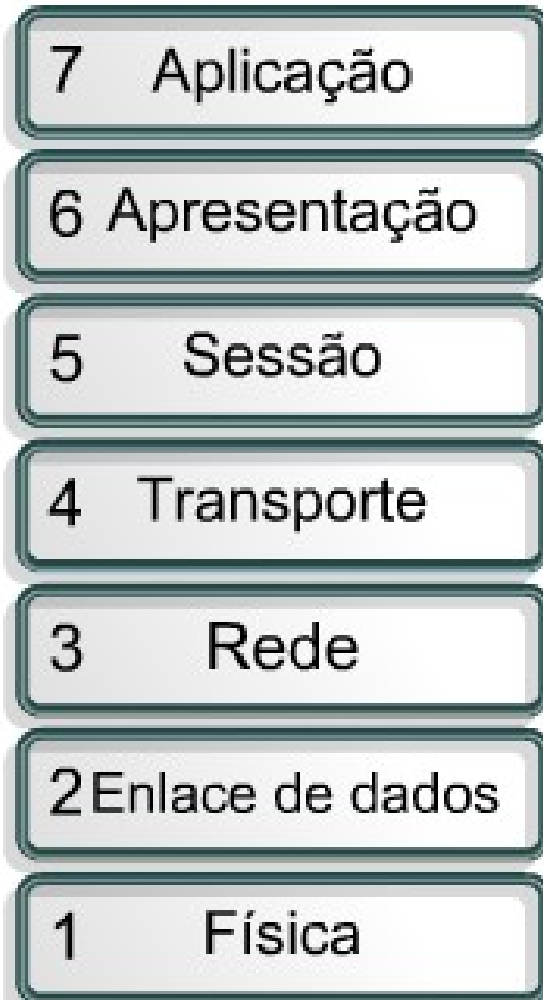 7 Aplicação
6 Apresentação
5 Sessão
4 Transporte
3 Rede
2 Enlace de dados
1 Física